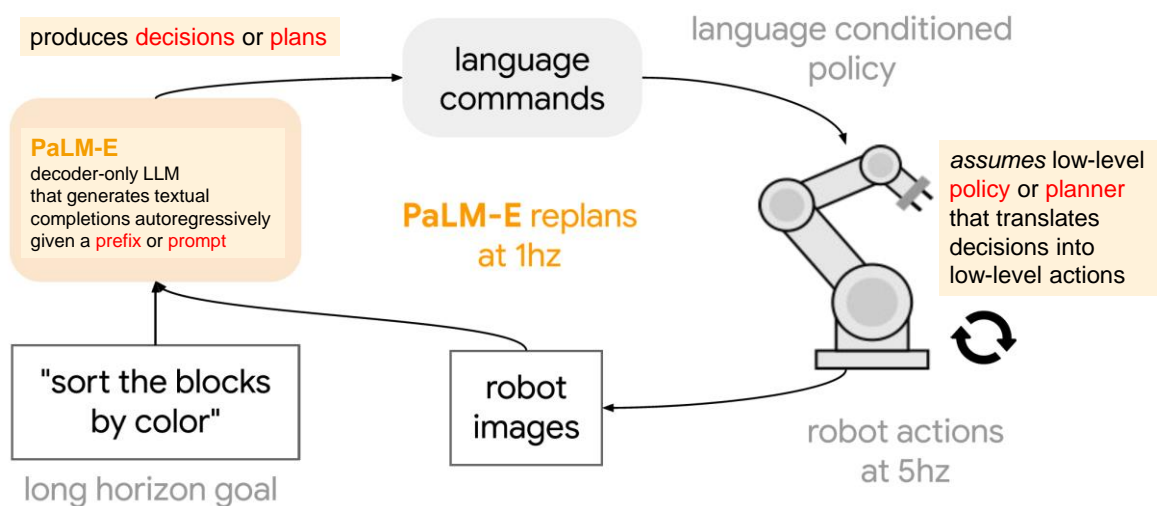 produces decisions or plans
language
commands
language conditioned
policy
PaLM-E
decoder-only LLM
that generates textual
completions autoregressively
given a prefix or prompt
PaLM-E replans
at 1hz
assumes low-level
policy or planner
that translates
decisions into
low-level actions
"sort the blocks
by color"
robot
images
robot actions
at 5hz
long horizon goal